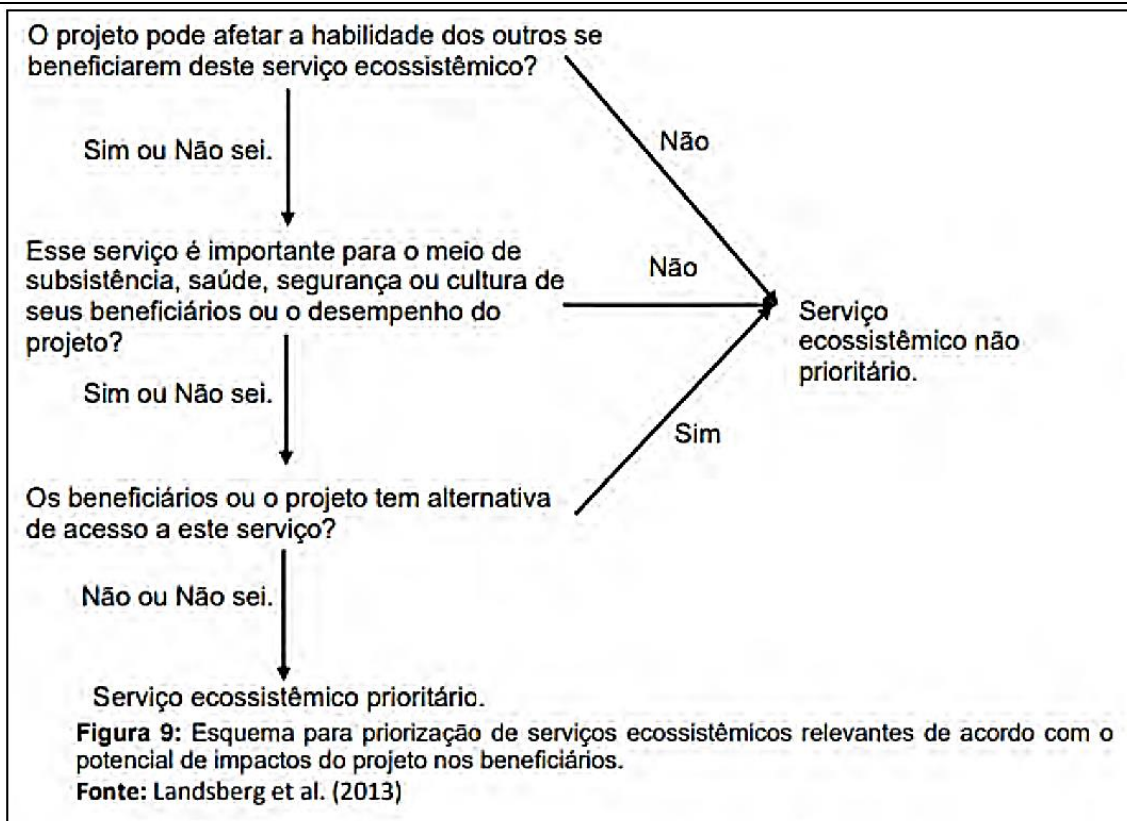 O projeto pode afetar a habilidade dos outros se
beneficiarem deste serviço ecossistêmico?
Não
Sim ou Não sei.
Esse serviço é importante para o meio de
subsistência, saúde, segurança ou cultura de
seus beneficiários ou o desempenho do
projeto?
Não
Serviço
ecossistêmico não
prioritário.
Sim ou Não sei.
Sim
Os beneficiários ou o projeto tem alternativa
de acesso a este serviço?
Não ou Não sei.
Serviço ecossistêmico prioritário.
Figura 9: Esquema para priorização de serviços ecossistêmicos relevantes de acordo com o
potencial de impactos do projeto nos beneficiários.
Fonte: Landsberg et al. (2013)